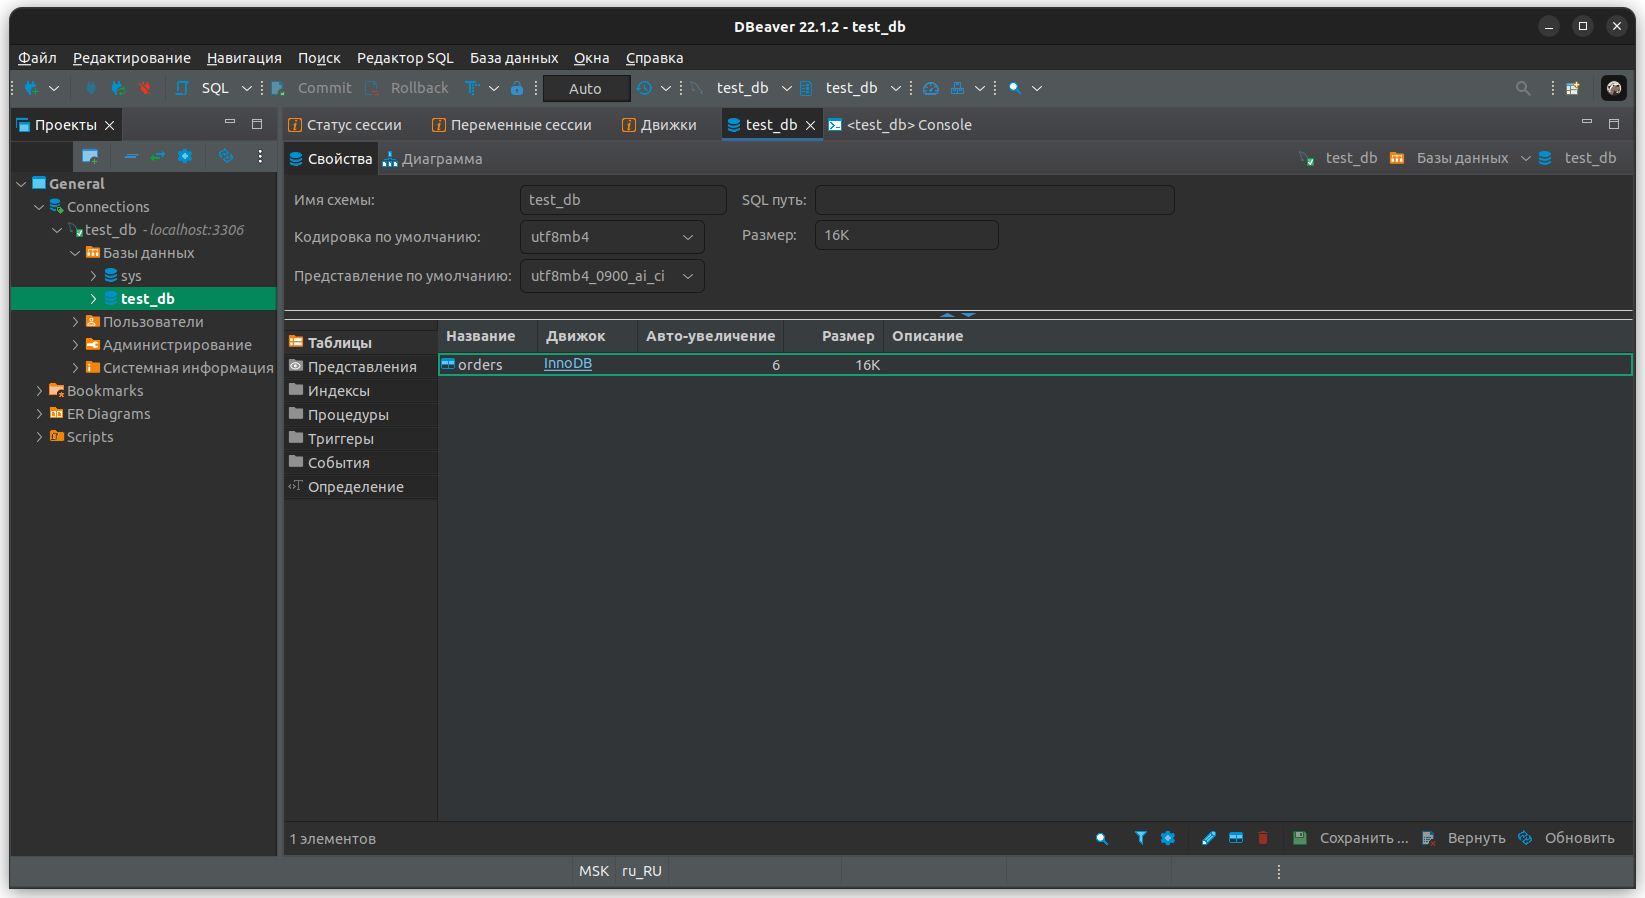 DBeaver 22.1.2 - test_db
Файл Редактирование Навигация Поиск Редактор SQL База данных Окна Справка
SQL Commit Rollback Auto test_db test_db
Проекты
Статус сессии Переменные сессии Движки test_db <test_db> Console
Свойства Диаграмма test_db Базы данных test_db
General
Connections
test_db - localhost:3306
Базы данных
sys
test_db
Пользователи
Администрирование
Системная информация
Bookmarks
ER Diagrams
Scripts
Имя схемы: test_db SQL путь:
Кодировка по умолчанию: utf8mb4 Размер: 16K
Представление по умолчанию: utf8mb4_0900_ai_ci
Таблицы
Представления
Индексы
Процедуры
Триггеры
События
Определение
Название Движок Авто-увеличение Размер Описание
orders InnoDB 6 16K
1 элементов Сохранить ... Вернуть Обновить
MSK ru_RU